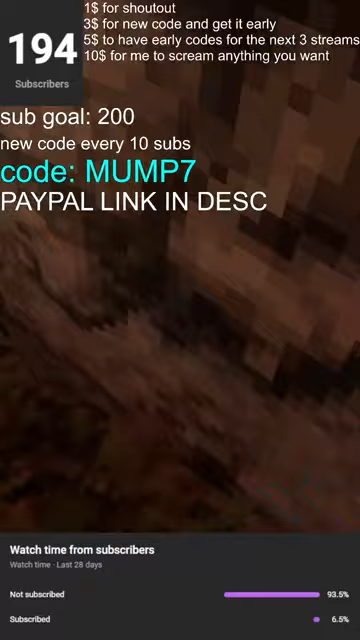 1$ for shoutout
3$ for new code and get it early
5$ to have early codes for the next 3 streams
10$ for me to scream anything you want
194
Subscribers
sub goal: 200
new code every 10 subs
code: MUMP7
PAYPAL LINK IN DESC
Watch time from subscribers
Watch time · Last 28 days
Not subscribed 93.5%
Subscribed 6.5%